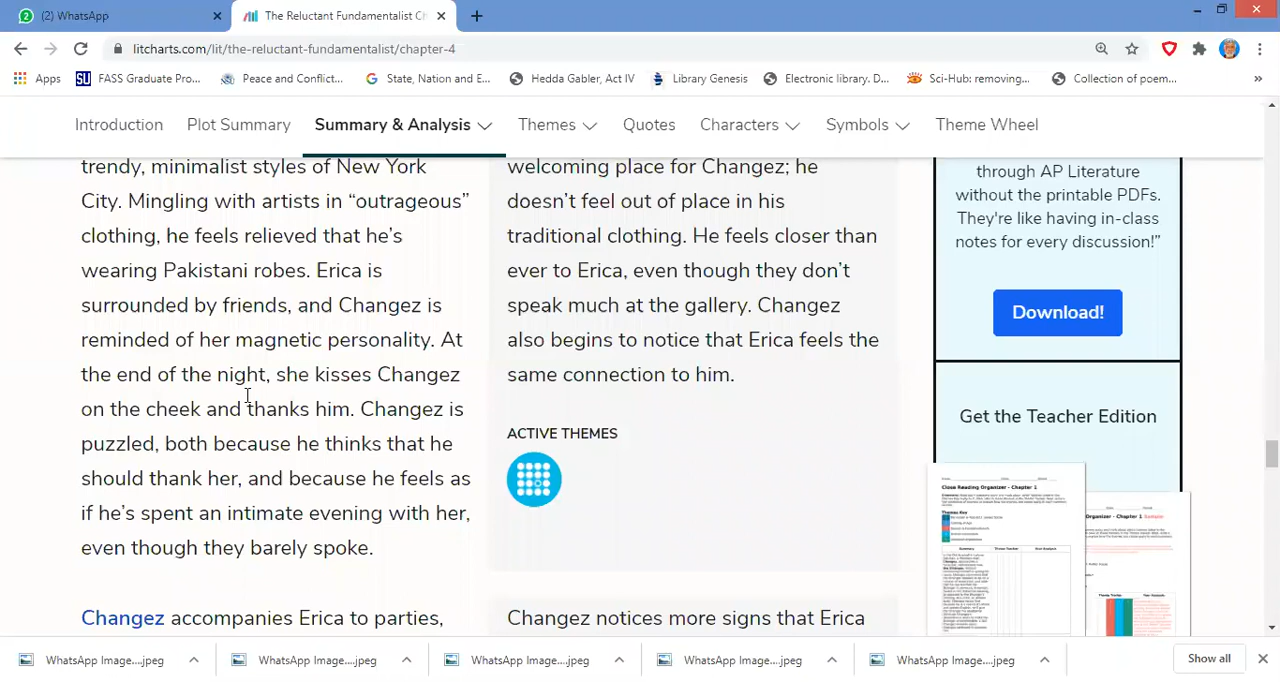 (2) WhatsApp
The Reluctant Fundamentalist Ch
litcharts.com/lit/the-reluctant-fundamentalist/chapter-4
Apps
FASS Graduate Pro...
Peace and Conflict...
State, Nation and E...
Hedda Gabler, Act IV
Library Genesis
Electronic library. D...
Sci-Hub: removing...
Collection of poem...
»
Introduction
Plot Summary
Summary & Analysis
Themes
Quotes
Characters
Symbols
Theme Wheel
trendy, minimalist styles of New York
City. Mingling with artists in “outrageous”
clothing, he feels relieved that he’s
wearing Pakistani robes. Erica is
surrounded by friends, and Changez is
reminded of her magnetic personality. At
the end of the night, she kisses Changez
on the cheek and thanks him. Changez is
puzzled, both because he thinks that he
should thank her, and because he feels as
if he’s spent an intimate evening with her,
even though they barely spoke.
Changez accompanies Erica to parties,
welcoming place for Changez; he
doesn’t feel out of place in his
traditional clothing. He feels closer than
ever to Erica, even though they don’t
speak much at the gallery. Changez
also begins to notice that Erica feels the
same connection to him.
ACTIVE THEMES
Changez notices more signs that Erica
through AP Literature
without the printable PDFs.
They're like having in-class
notes for every discussion!”
Download!
Get the Teacher Edition
Close Reading Organizer - Chapter 1
Organizer - Chapter 1 Sample
WhatsApp Image....jpeg
WhatsApp Image....jpeg
WhatsApp Image....jpeg
WhatsApp Image....jpeg
WhatsApp Image....jpeg
Show all